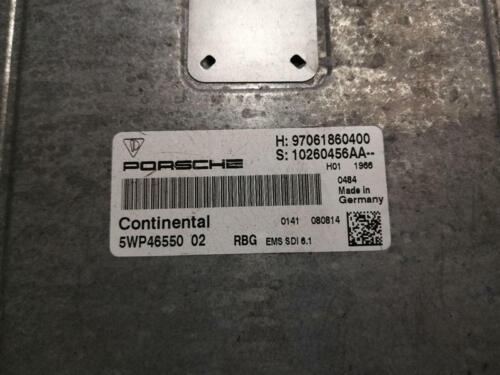 H: 97061860400
PORSCHE S: 10260456AA--
H01 1966
0484
Made in
Germany
Continental 0141 080814
5WP46550 02 RBG EMS SDI 6.1